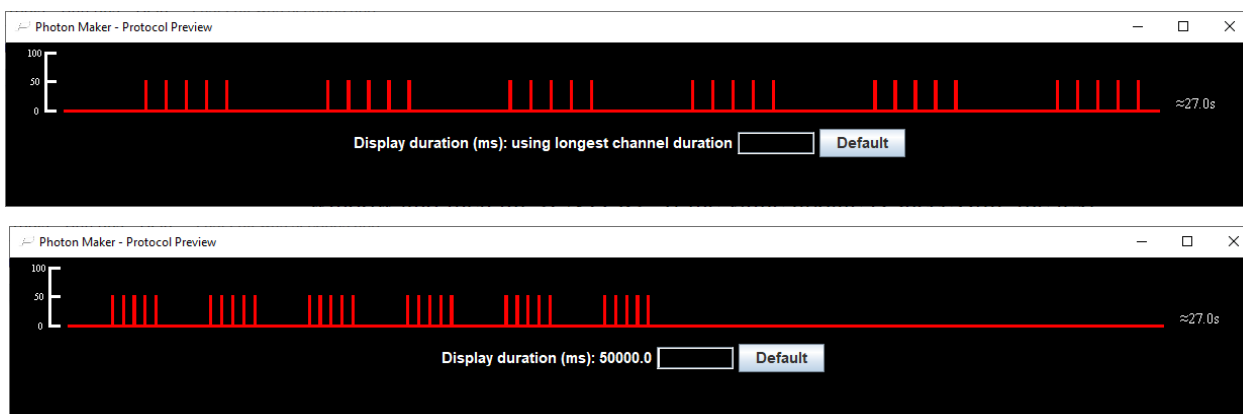 Photon Maker - Protocol Preview
100
50
0
≈27.0s
Display duration (ms): using longest channel duration Default
Photon Maker - Protocol Preview
100
50
0
≈27.0s
Display duration (ms): 50000.0 Default